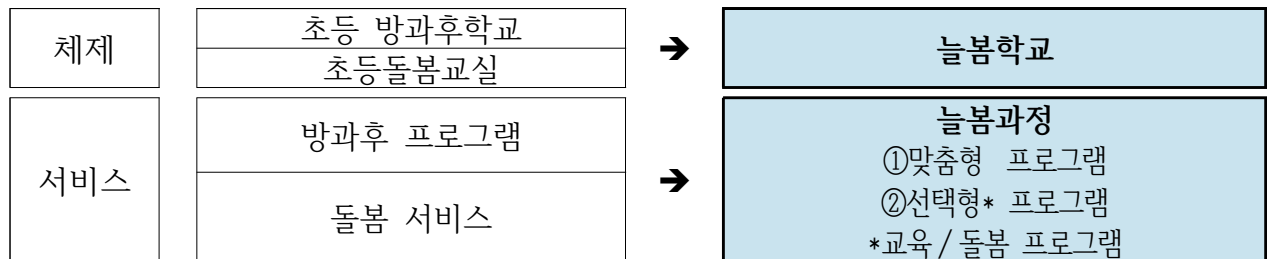 체제
초등 방과후학교
초등돌봄교실
➔
늘봄학교
서비스
방과후 프로그램
돌봄 서비스
➔
늘봄과정
①맞춤형 프로그램
②선택형* 프로그램
*교육/돌봄 프로그램